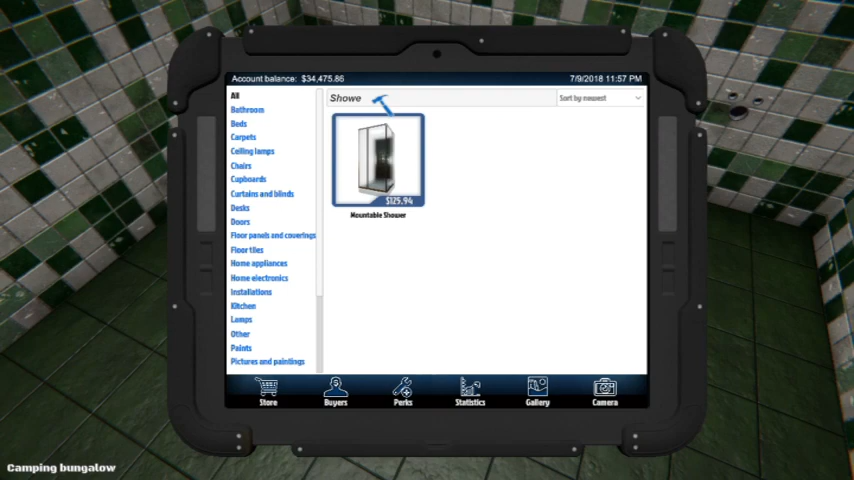 Account balance: $34,475.86
7/9/2018 11:57 PM
All
Bathroom
Beds
Carpets
Ceiling lamps
Chairs
Cupboards
Curtains and blinds
Desks
Doors
Floor panels and coverings
Floor tiles
Home appliances
Home electronics
Installations
Kitchen
Lamps
Other
Paints
Pictures and paintings
Showe
Sort by newest
$125.94
Mountable Shower
Store
Buyers
Perks
Statistics
Gallery
Camera
Camping bungalow